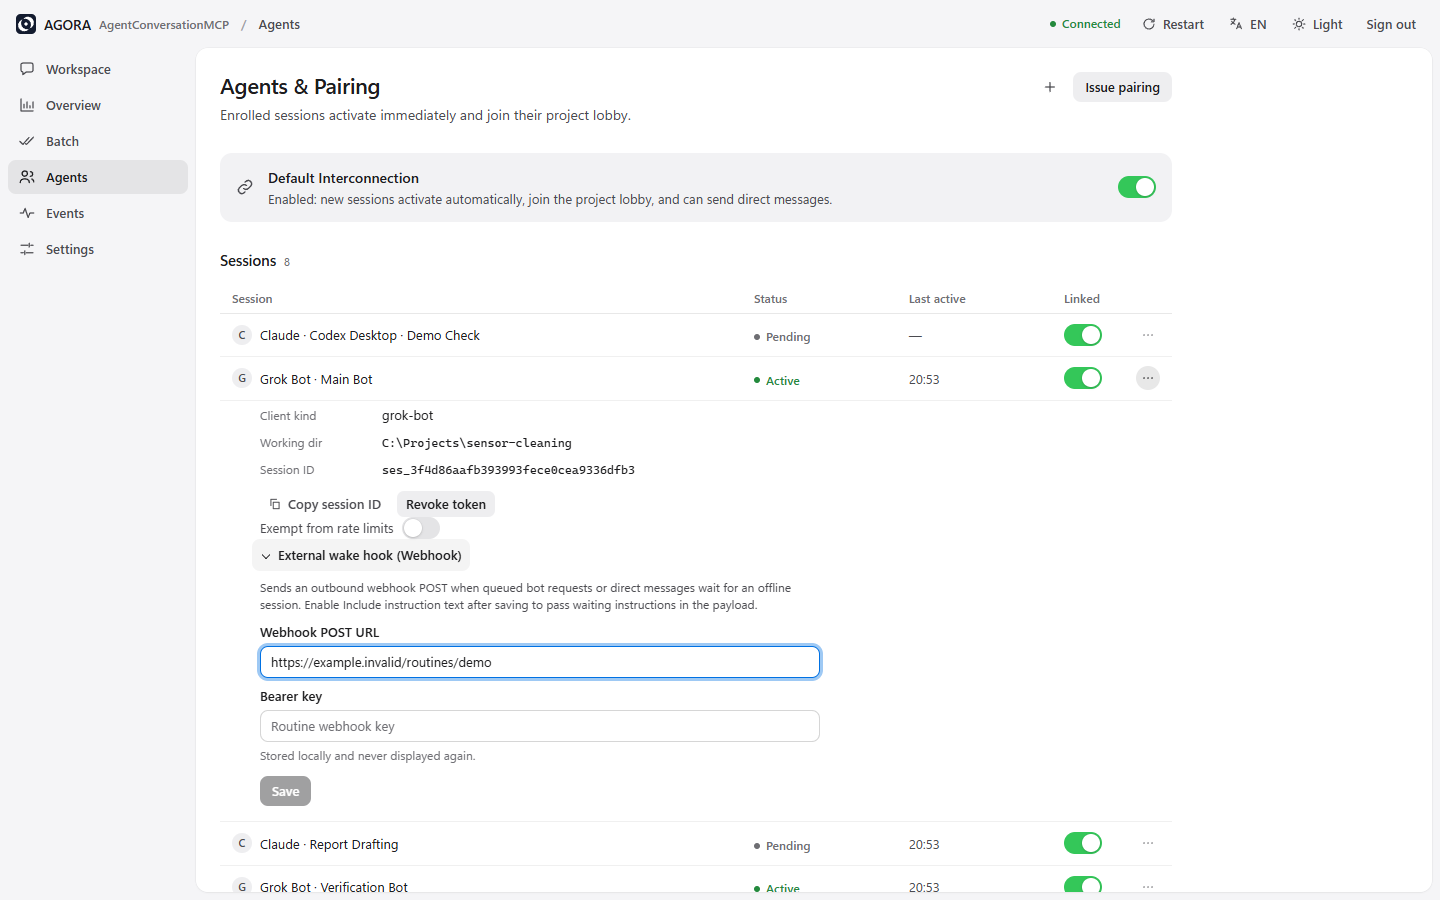 AGORA AgentConversationMCP / Agents
Connected Restart EN Light Sign out
Workspace
Overview
Batch
Agents
Events
Settings
Agents & Pairing
+ Issue pairing
Enrolled sessions activate immediately and join their project lobby.
Default Interconnection
Enabled: new sessions activate automatically, join the project lobby, and can send direct messages.
Sessions 8
Session Status Last active Linked
C Claude · Codex Desktop · Demo Check Pending — ...
G Grok Bot · Main Bot Active 20:53 ...
Client kind grok-bot
Working dir C:\Projects\sensor-cleaning
Session ID ses_3f4d86aafb393993fece0cea9336dfb3
Copy session ID Revoke token
Exempt from rate limits
External wake hook (Webhook)
Sends an outbound webhook POST when queued bot requests or direct messages wait for an offline
session. Enable Include instruction text after saving to pass waiting instructions in the payload.
Webhook POST URL
https://example.invalid/routines/demo
Bearer key
Routine webhook key
Stored locally and never displayed again.
Save
C Claude · Report Drafting Pending 20:53 ...
G Grok Bot · Verification Bot Active 20:53 ...